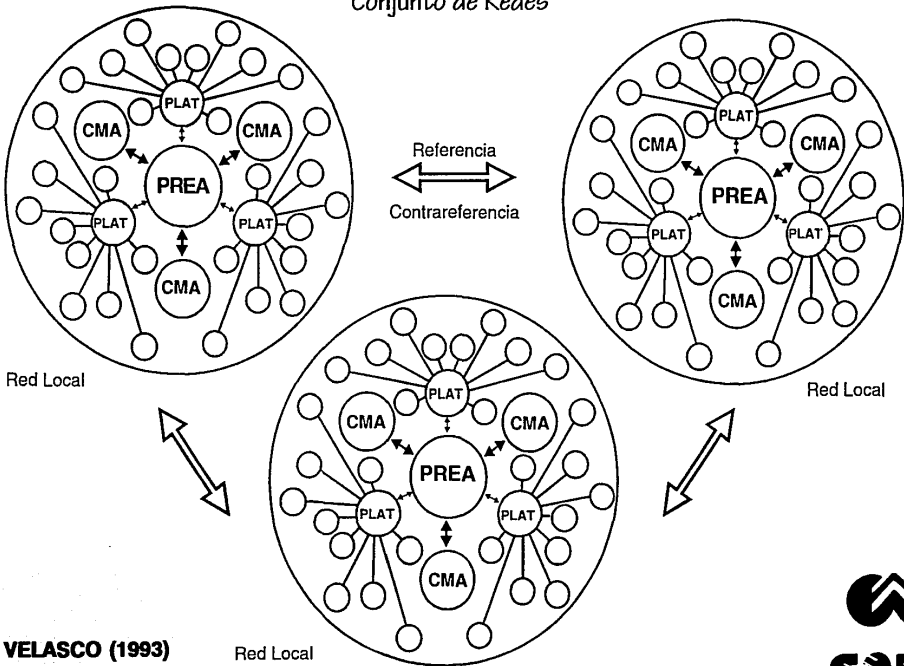 Conjunto de Redes
PLAT
CMA
CMA
PREA
PLAT
PLAT
CMA
Red Local
Referencia
Contrareferencia
PLAT
CMA
CMA
PREA
PLAT
PLAT
CMA
Red Local
PLAT
CMA
CMA
PREA
PLAT
PLAT
CMA
VELASCO (1993)
Red Local